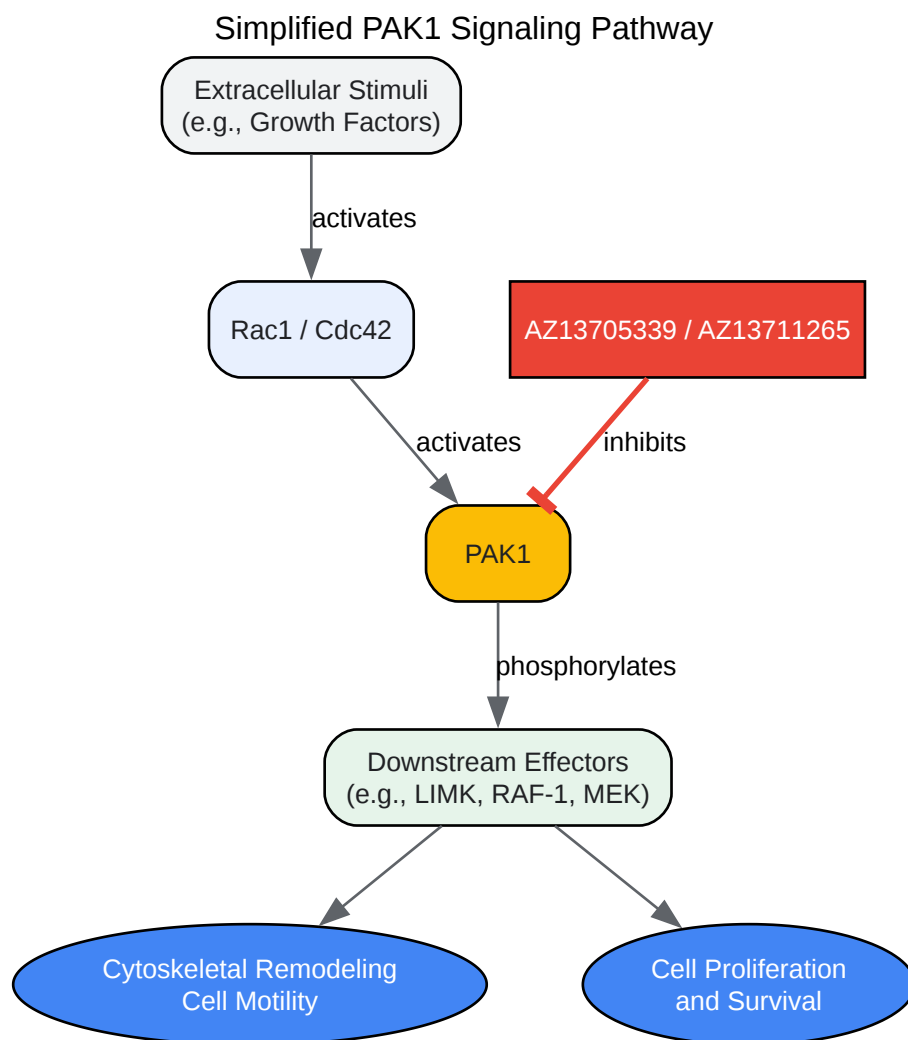 Simplified PAK1 Signaling Pathway
Extracellular Stimuli
(e.g., Growth Factors)
activates
Rac1 / Cdc42
AZ13705339 / AZ13711265
activates
inhibits
PAK1
phosphorylates
Downstream Effectors
(e.g., LIMK, RAF-1, MEK)
Cytoskeletal Remodeling
Cell Motility
Cell Proliferation
and Survival